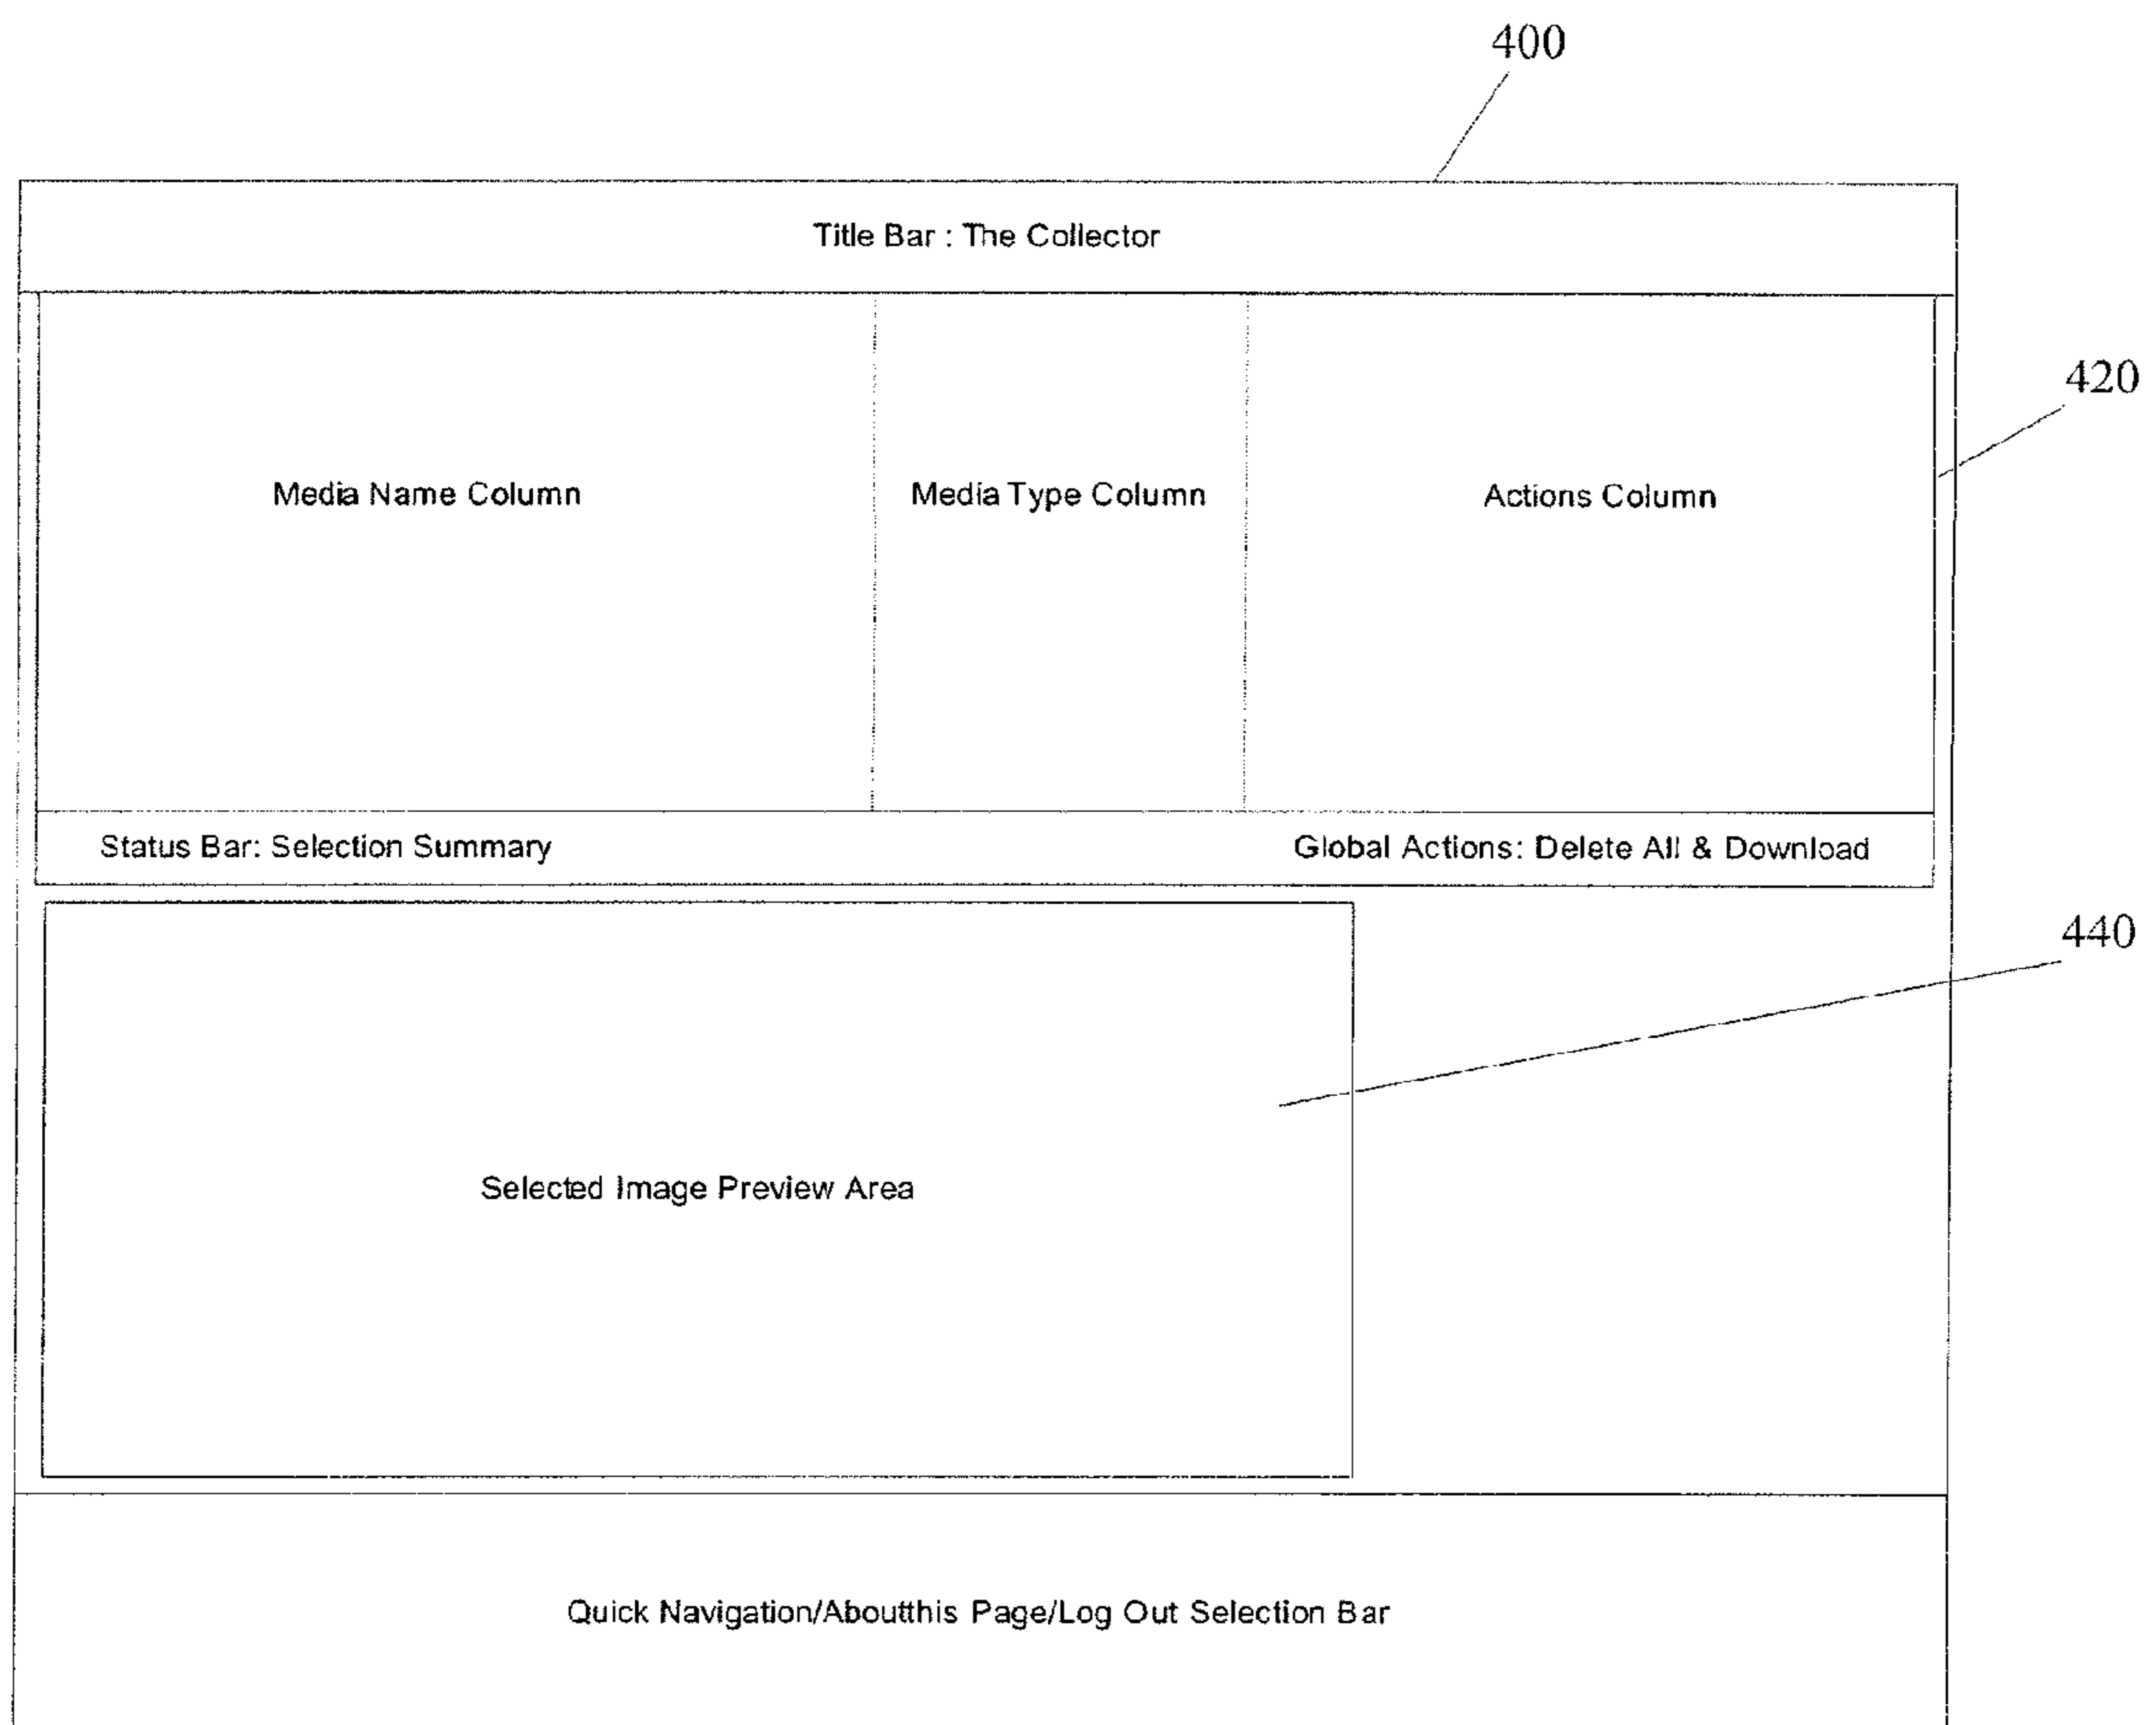 400
Title Bar : The Collector
420
Media Name Column
Media Type Column
Actions Column
Status Bar: Selection Summary
Global Actions: Delete All & Download
440
Selected Image Preview Area
Quick Navigation/Aboutthis Page/Log Out Selection Bar